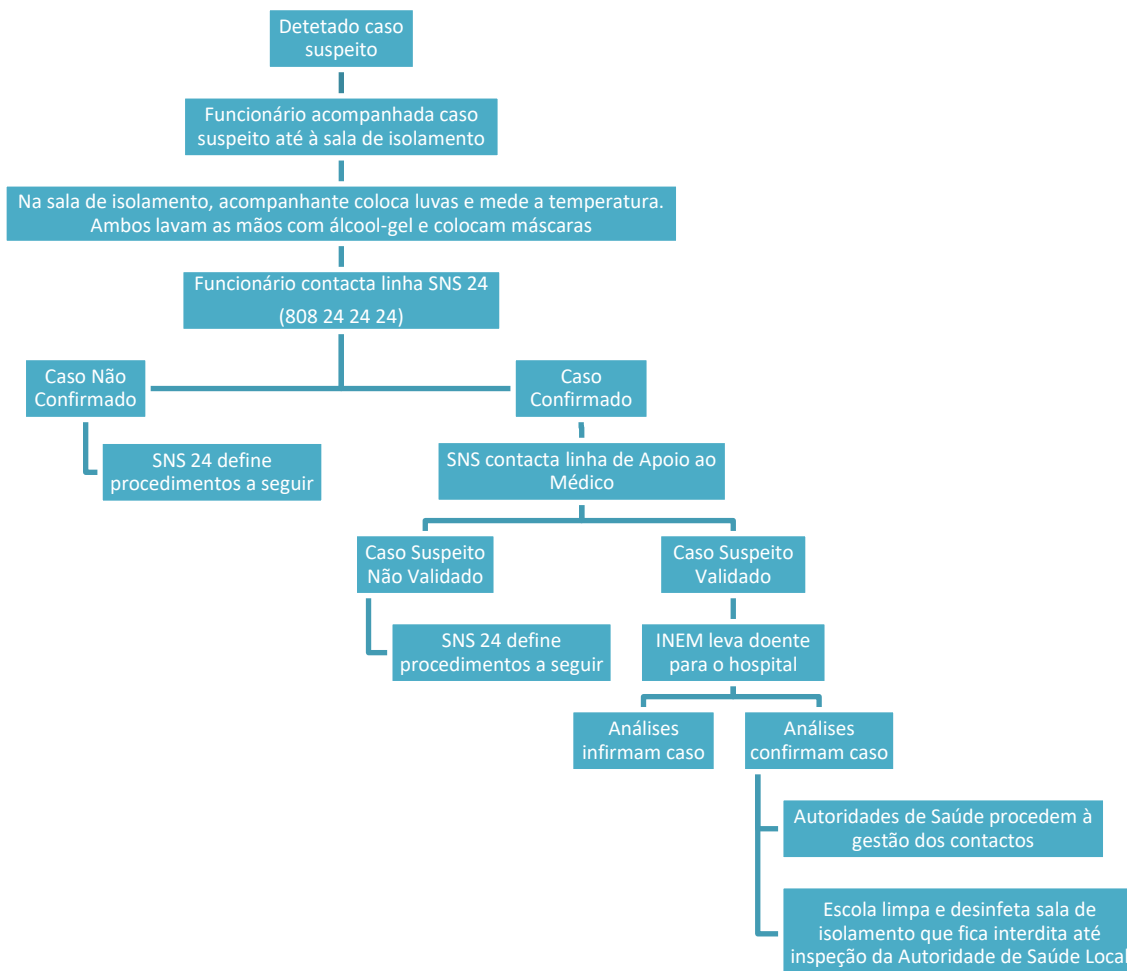 Detetado caso
suspeito
Funcionário acompanhada caso
suspeito até à sala de isolamento
Na sala de isolamento, acompanhante coloca luvas e mede a temperatura.
Ambos lavam as mãos com álcool-gel e colocam máscaras
Funcionário contacta linha SNS 24
(808 24 24 24)
Caso Não
Confirmado
SNS 24 define
procedimentos a seguir
Caso
Confirmado
SNS contacta linha de Apoio ao
Médico
Caso Suspeito
Não Validado
SNS 24 define
procedimentos a seguir
Caso Suspeito
Validado
INEM leva doente
para o hospital
Análises
infirmam caso
Análises
confirmam caso
Autoridades de Saúde procedem à
gestão dos contactos
Escola limpa e desinfeta sala de
isolamento que fica interdita até
inspeção da Autoridade de Saúde Local